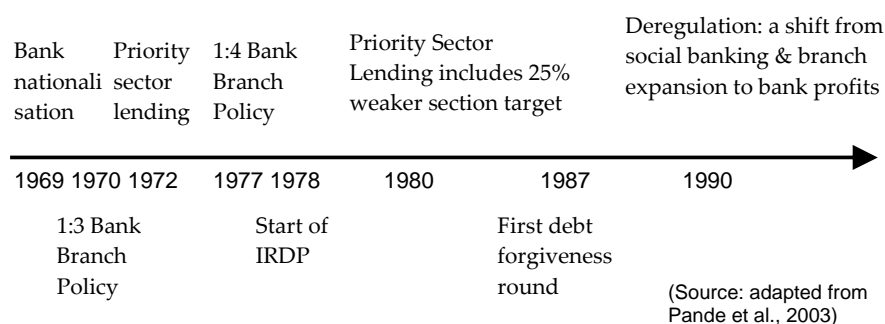 Bank
nationali
sation
Priority
sector
lending
1:4 Bank
Branch
Policy
Priority Sector
Lending includes 25%
weaker section target
Deregulation: a shift from
social banking & branch
expansion to bank profits
1969 1970 1972 1977 1978 1980 1987 1990
1:3 Bank
Branch
Policy
Start of
IRDP
First debt
forgiveness
round
(Source: adapted from
Pande et al., 2003)